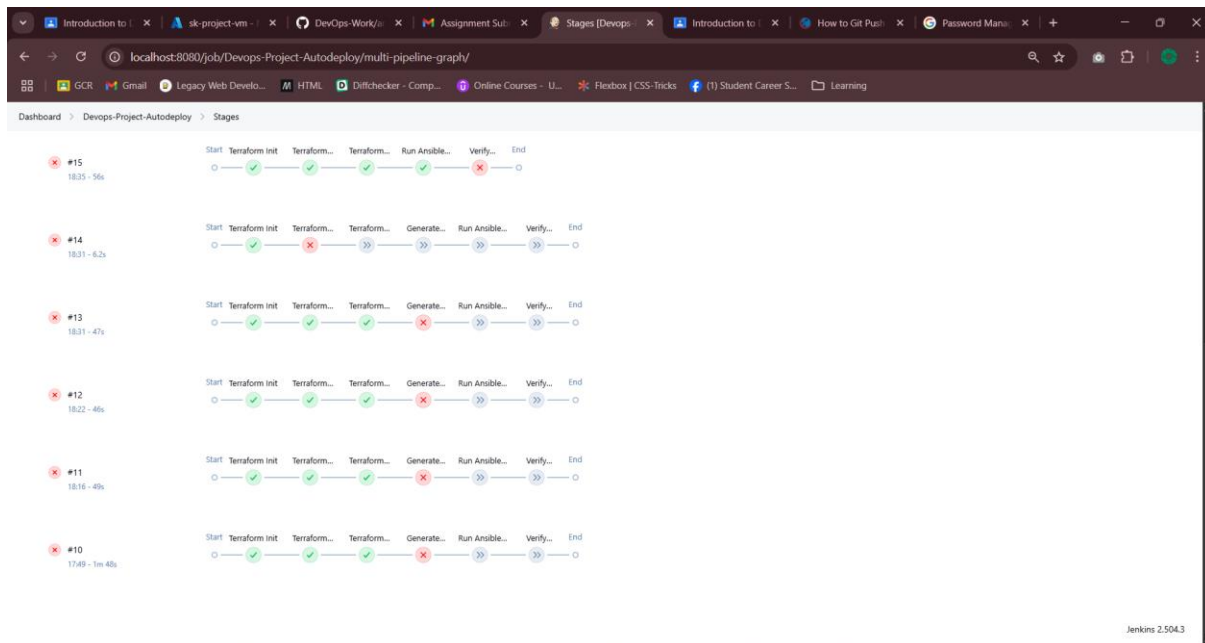 Introduction to I
sk-project-vm -
DevOps-Work/a
Assignment Sub
Stages [Devops-
Introduction to I
How to Git Push
Password Manag
localhost:8080/job/Devops-Project-Autodeploy/multi-pipeline-graph/
GCR Gmail Legacy Web Develo... HTML Diffchecker - Comp... Online Courses - U... Flexbox | CSS-Tricks (1) Student Career S... Learning
Dashboard > Devops-Project-Autodeploy > Stages
Start Terraform Init Terraform... Terraform... Run Ansible... Verify... End
#15
18:35 - 56s
Start Terraform Init Terraform... Terraform... Generate... Run Ansible... Verify... End
#14
18:31 - 6.2s
Start Terraform Init Terraform... Terraform... Generate... Run Ansible... Verify... End
#13
18:31 - 47s
Start Terraform Init Terraform... Terraform... Generate... Run Ansible... Verify... End
#12
18:22 - 46s
Start Terraform Init Terraform... Terraform... Generate... Run Ansible... Verify... End
#11
18:16 - 49s
Start Terraform Init Terraform... Terraform... Generate... Run Ansible... Verify... End
#10
17:49 - 1m 48s
Jenkins 2.504.3